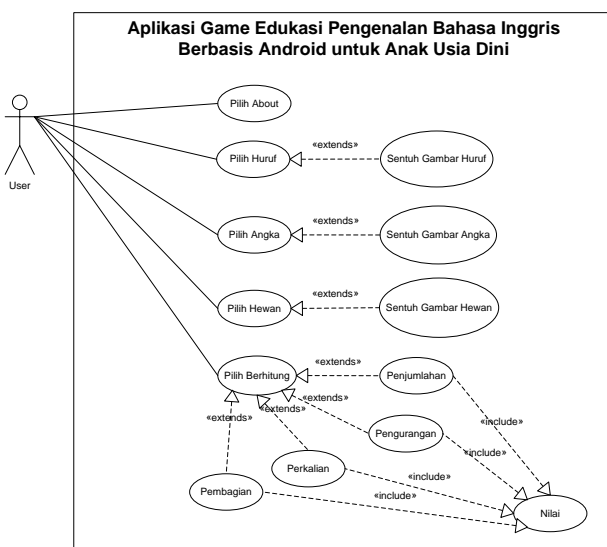 Aplikasi Game Edukasi Pengenalan Bahasa Inggris
Berbasis Android untuk Anak Usia Dini
Pilih About
User
Pilih Huruf
«extends»
Sentuh Gambar Huruf
Pilih Angka
«extends»
Sentuh Gambar Angka
Pilih Hewan
«extends»
Sentuh Gambar Hewan
Pilih Berhitung
«extends»
Penjumlahan
«extends»
«extends»
«extends»
Pengurangan
«include»
«include»
Perkalian
«include»
Pembagian
«include»
Nilai